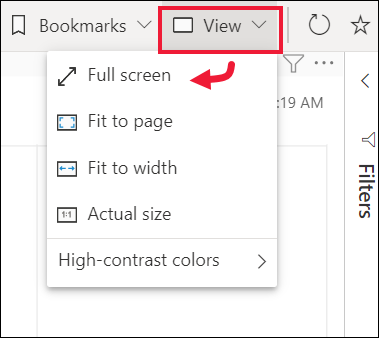 Bookmarks
View
Full screen
:19 AM
Fit to page
Fit to width
1:1
Actual size
High-contrast colors
Filters